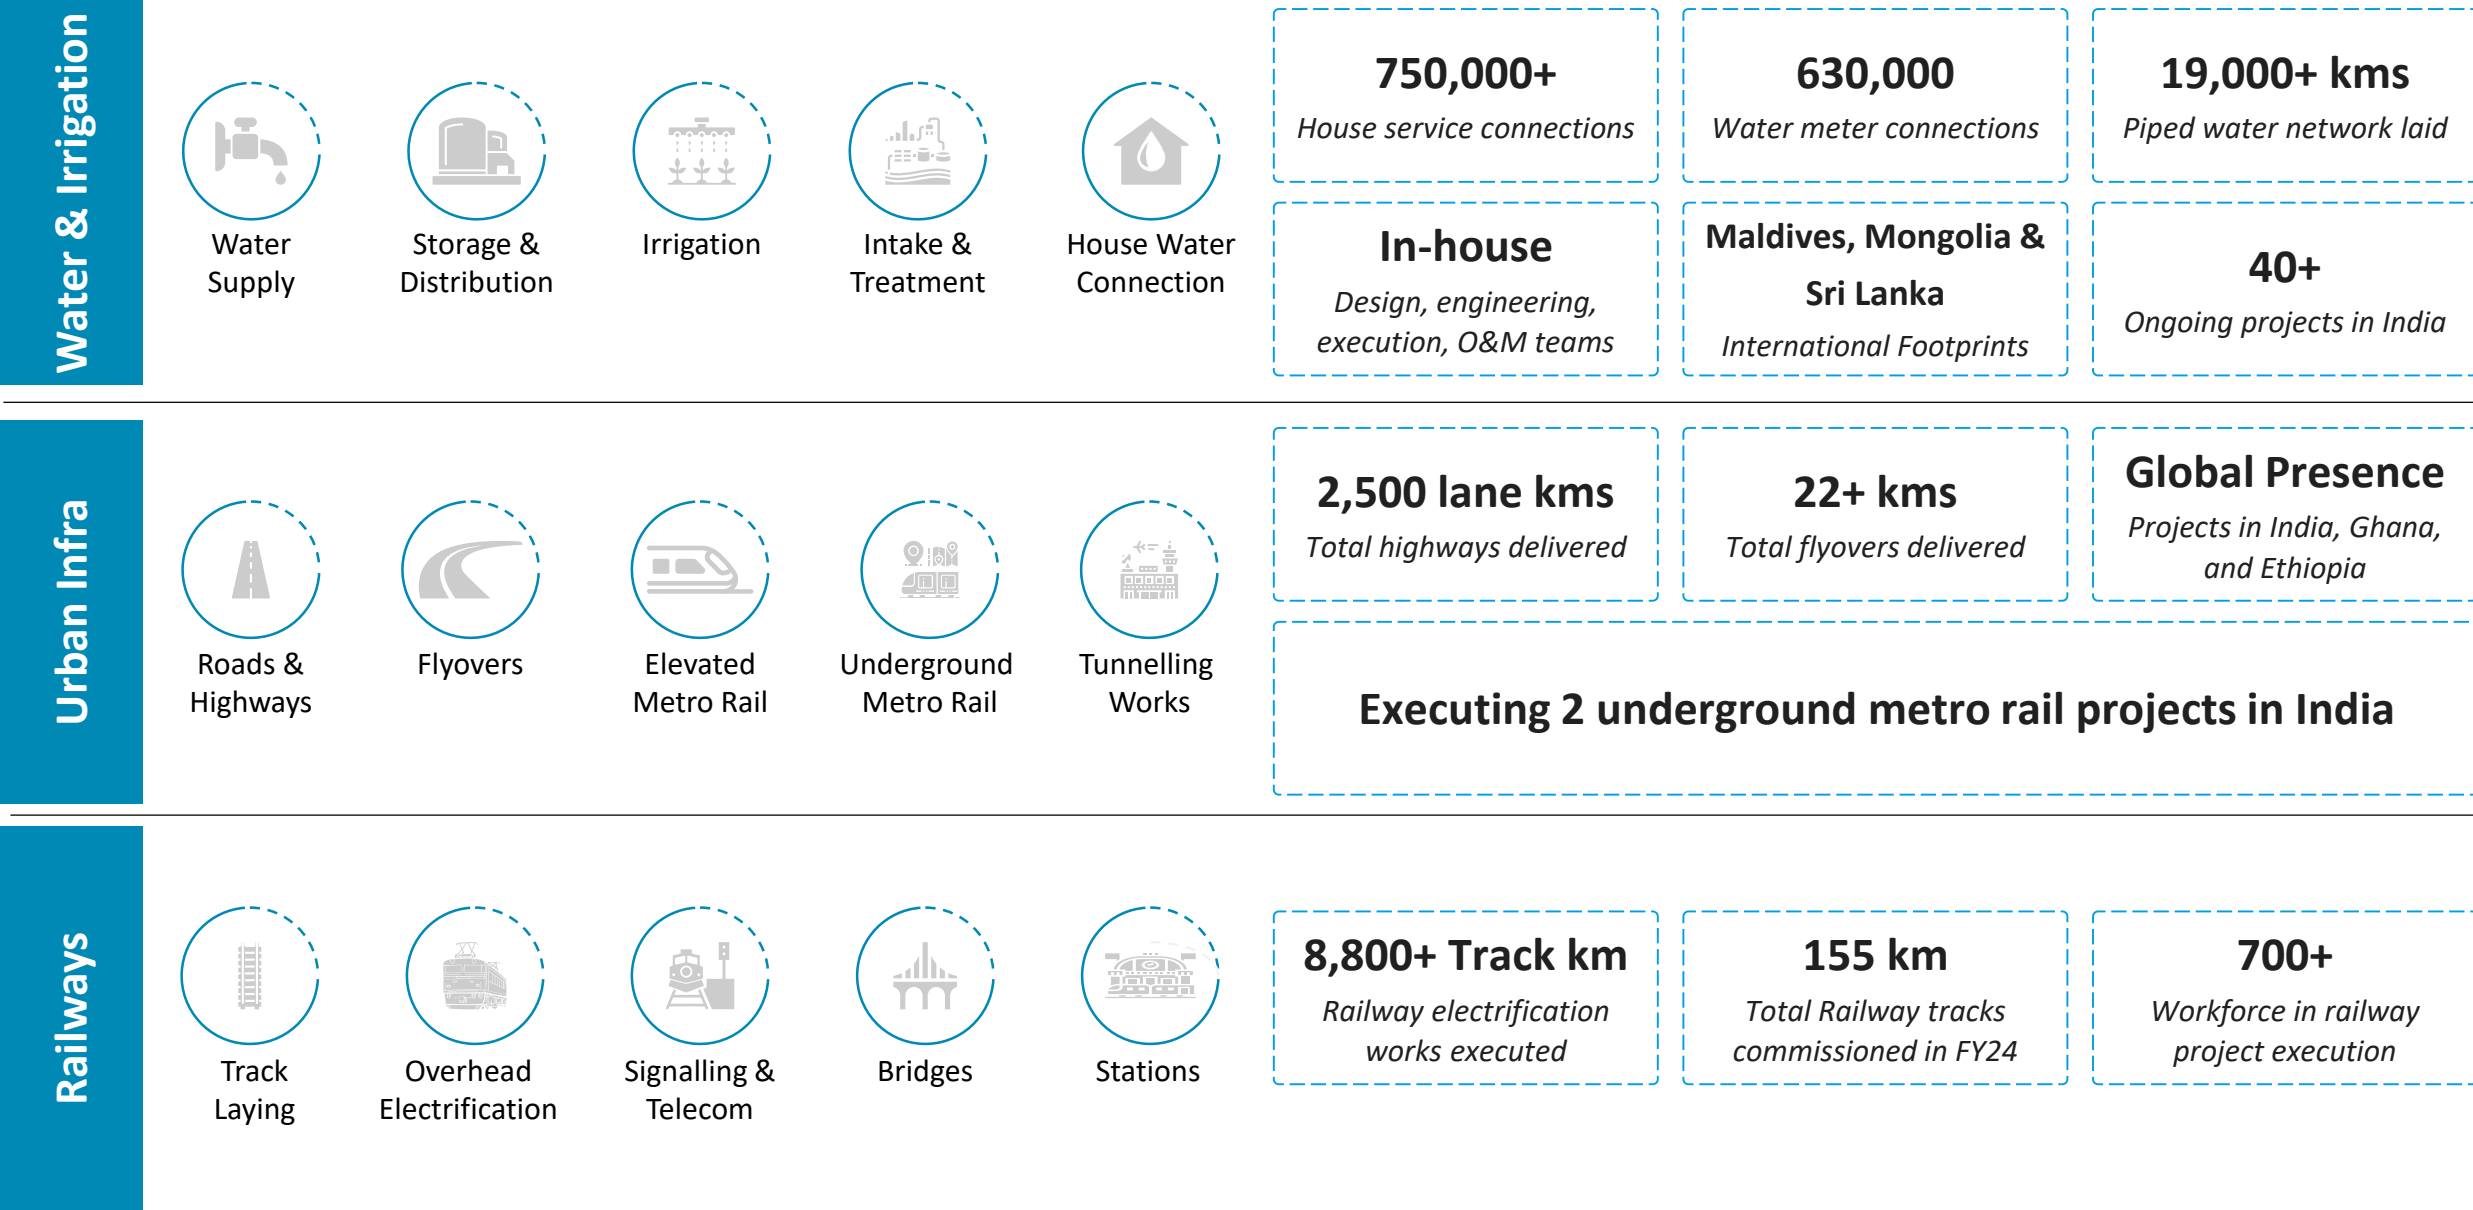 Water & Irrigation
Water
Supply
Storage &
Distribution
Irrigation
Intake &
Treatment
House Water
Connection
750,000+
House service connections
630,000
Water meter connections
19,000+ kms
Piped water network laid
In-house
Design, engineering,
execution, O&M teams
Maldives, Mongolia &
Sri Lanka
International Footprints
40+
Ongoing projects in India
Urban Infra
Roads &
Highways
Flyovers
Elevated
Metro Rail
Underground
Metro Rail
Tunnelling
Works
2,500 lane kms
Total highways delivered
22+ kms
Total flyovers delivered
Global Presence
Projects in India, Ghana,
and Ethiopia
Executing 2 underground metro rail projects in India
Railways
Track
Laying
Overhead
Electrification
Signalling &
Telecom
Bridges
Stations
8,800+ Track km
Railway electrification
works executed
155 km
Total Railway tracks
commissioned in FY24
700+
Workforce in railway
project execution